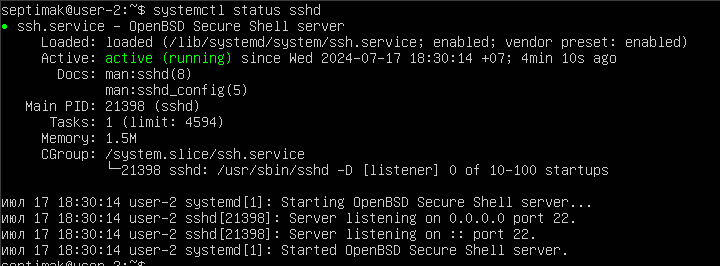 septimak@user-2:~$ systemctl status sshd
● ssh.service - OpenBSD Secure Shell server
Loaded: loaded (/lib/systemd/system/ssh.service; enabled; vendor preset: enabled)
Active: active (running) since Wed 2024-07-17 18:30:14 +07; 4min 10s ago
Docs: man:sshd(8)
man:sshd_config(5)
Main PID: 21398 (sshd)
Tasks: 1 (limit: 4594)
Memory: 1.5M
CGroup: /system.slice/ssh.service
└─21398 sshd: /usr/sbin/sshd -D [listener] 0 of 10-100 startups
июл 17 18:30:14 user-2 systemd[1]: Starting OpenBSD Secure Shell server...
июл 17 18:30:14 user-2 sshd[21398]: Server listening on 0.0.0.0 port 22.
июл 17 18:30:14 user-2 sshd[21398]: Server listening on :: port 22.
июл 17 18:30:14 user-2 systemd[1]: Started OpenBSD Secure Shell server.
septimak@user-2:~$